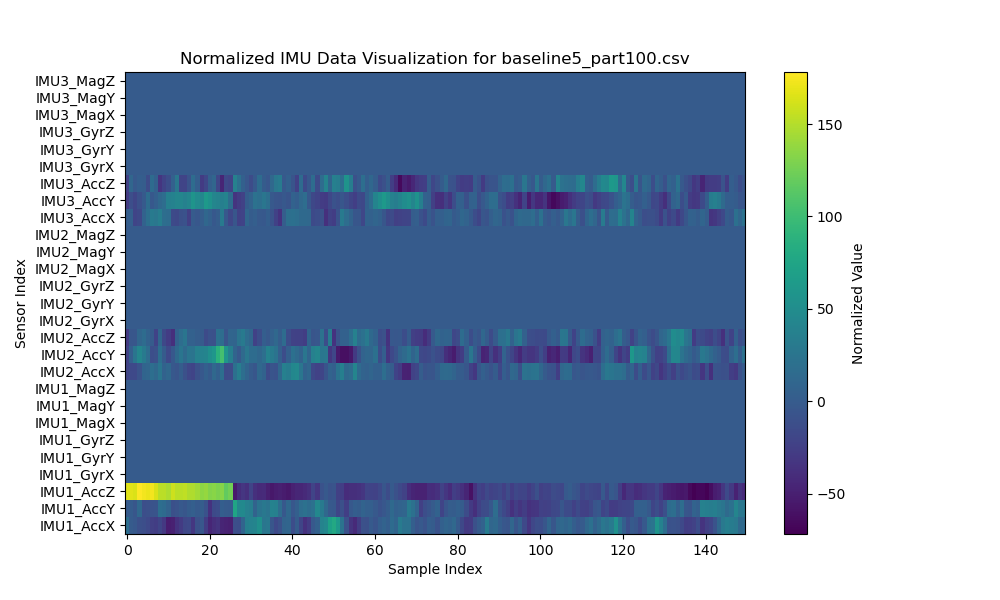 Normalized IMU Data Visualization for baseline5_part100.csv
IMU3_MagZ
IMU3_MagY
IMU3_MagX
IMU3_GyrZ
IMU3_GyrY
IMU3_GyrX
IMU3_AccZ
IMU3_AccY
IMU3_AccX
IMU2_MagZ
IMU2_MagY
IMU2_MagX
IMU2_GyrZ
IMU2_GyrY
IMU2_GyrX
IMU2_AccZ
IMU2_AccY
IMU2_AccX
IMU1_MagZ
IMU1_MagY
IMU1_MagX
IMU1_GyrZ
IMU1_GyrY
IMU1_GyrX
IMU1_AccZ
IMU1_AccY
IMU1_AccX
Sensor Index
0 20 40 60 80 100 120 140
Sample Index
150
100
50
0
−50
Normalized Value